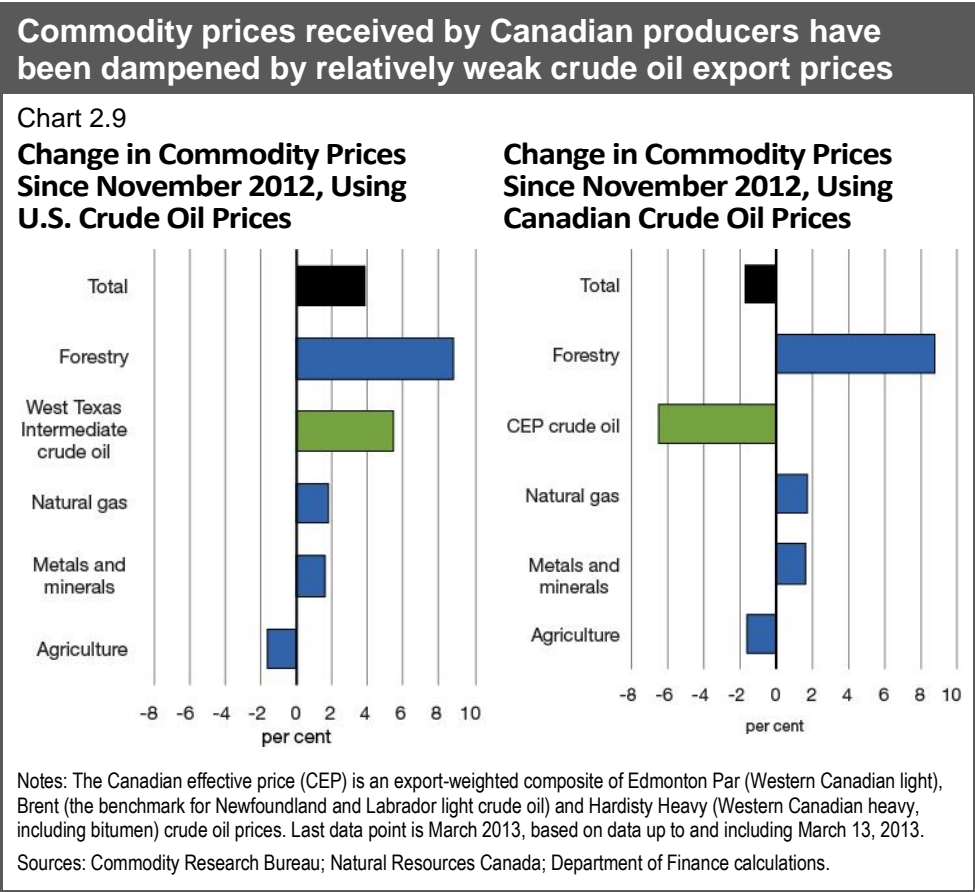 Commodity prices received by Canadian producers have
been dampened by relatively weak crude oil export prices
Chart 2.9
Change in Commodity Prices
Since November 2012, Using
U.S. Crude Oil Prices
Total
Forestry
West Texas
Intermediate
crude oil
Natural gas
Metals and
minerals
Agriculture
-8 -6 -4 -2 0 2 4 6 8 10
per cent
Change in Commodity Prices
Since November 2012, Using
Canadian Crude Oil Prices
Total
Forestry
CEP crude oil
Natural gas
Metals and
minerals
Agriculture
-8 -6 -4 -2 0 2 4 6 8 10
per cent
Notes: The Canadian effective price (CEP) is an export-weighted composite of Edmonton Par (Western Canadian light),
Brent (the benchmark for Newfoundland and Labrador light crude oil) and Hardisty Heavy (Western Canadian heavy,
including bitumen) crude oil prices. Last data point is March 2013, based on data up to and including March 13, 2013.
Sources: Commodity Research Bureau; Natural Resources Canada; Department of Finance calculations.